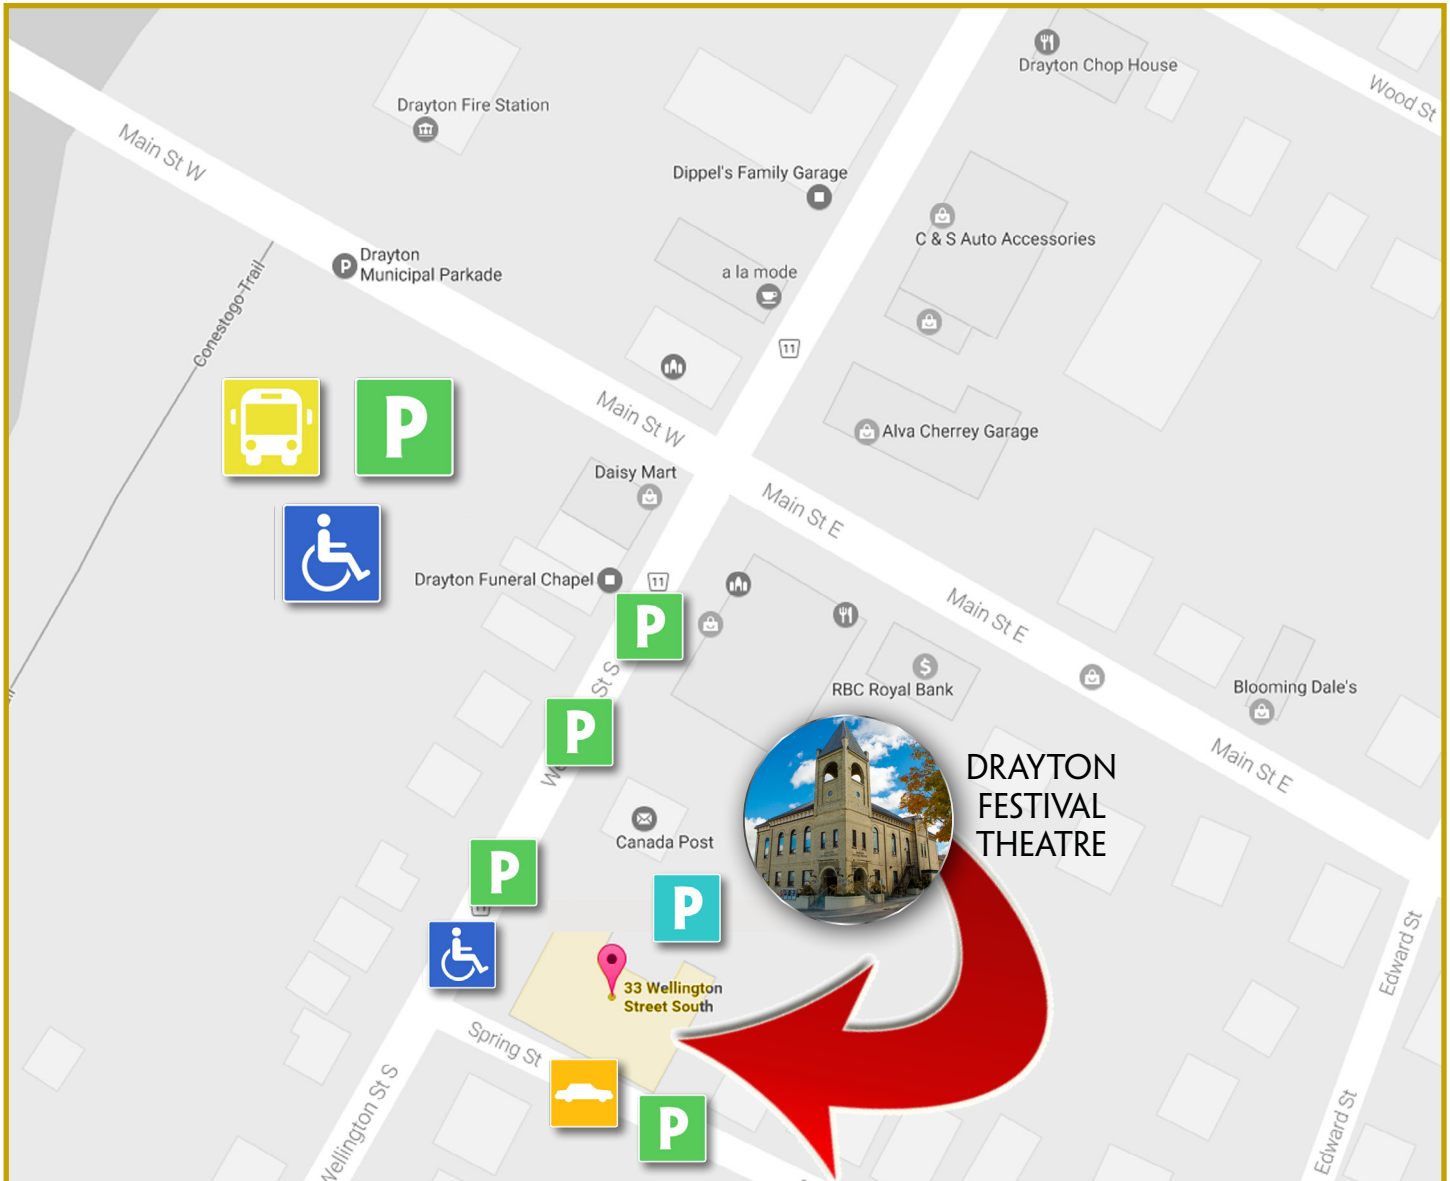 Drayton Chop House
Wood St
Drayton Fire Station
Main St W
Dippel's Family Garage
C & S Auto Accessories
Drayton
Municipal Parkade
P
a la mode
Conestogo Trail
11
Main St W
P
Alva Cherrey Garage
Daisy Mart
Main St E
Drayton Funeral Chapel
11
P
Main St E
St S
$
RBC Royal Bank
Blooming Dale's
P
DRAYTON
FESTIVAL
THEATRE
Main St E
Canada Post
P
P
33 Wellington
Street South
Edward St
Spring St
Wellington St S
P
Edward St